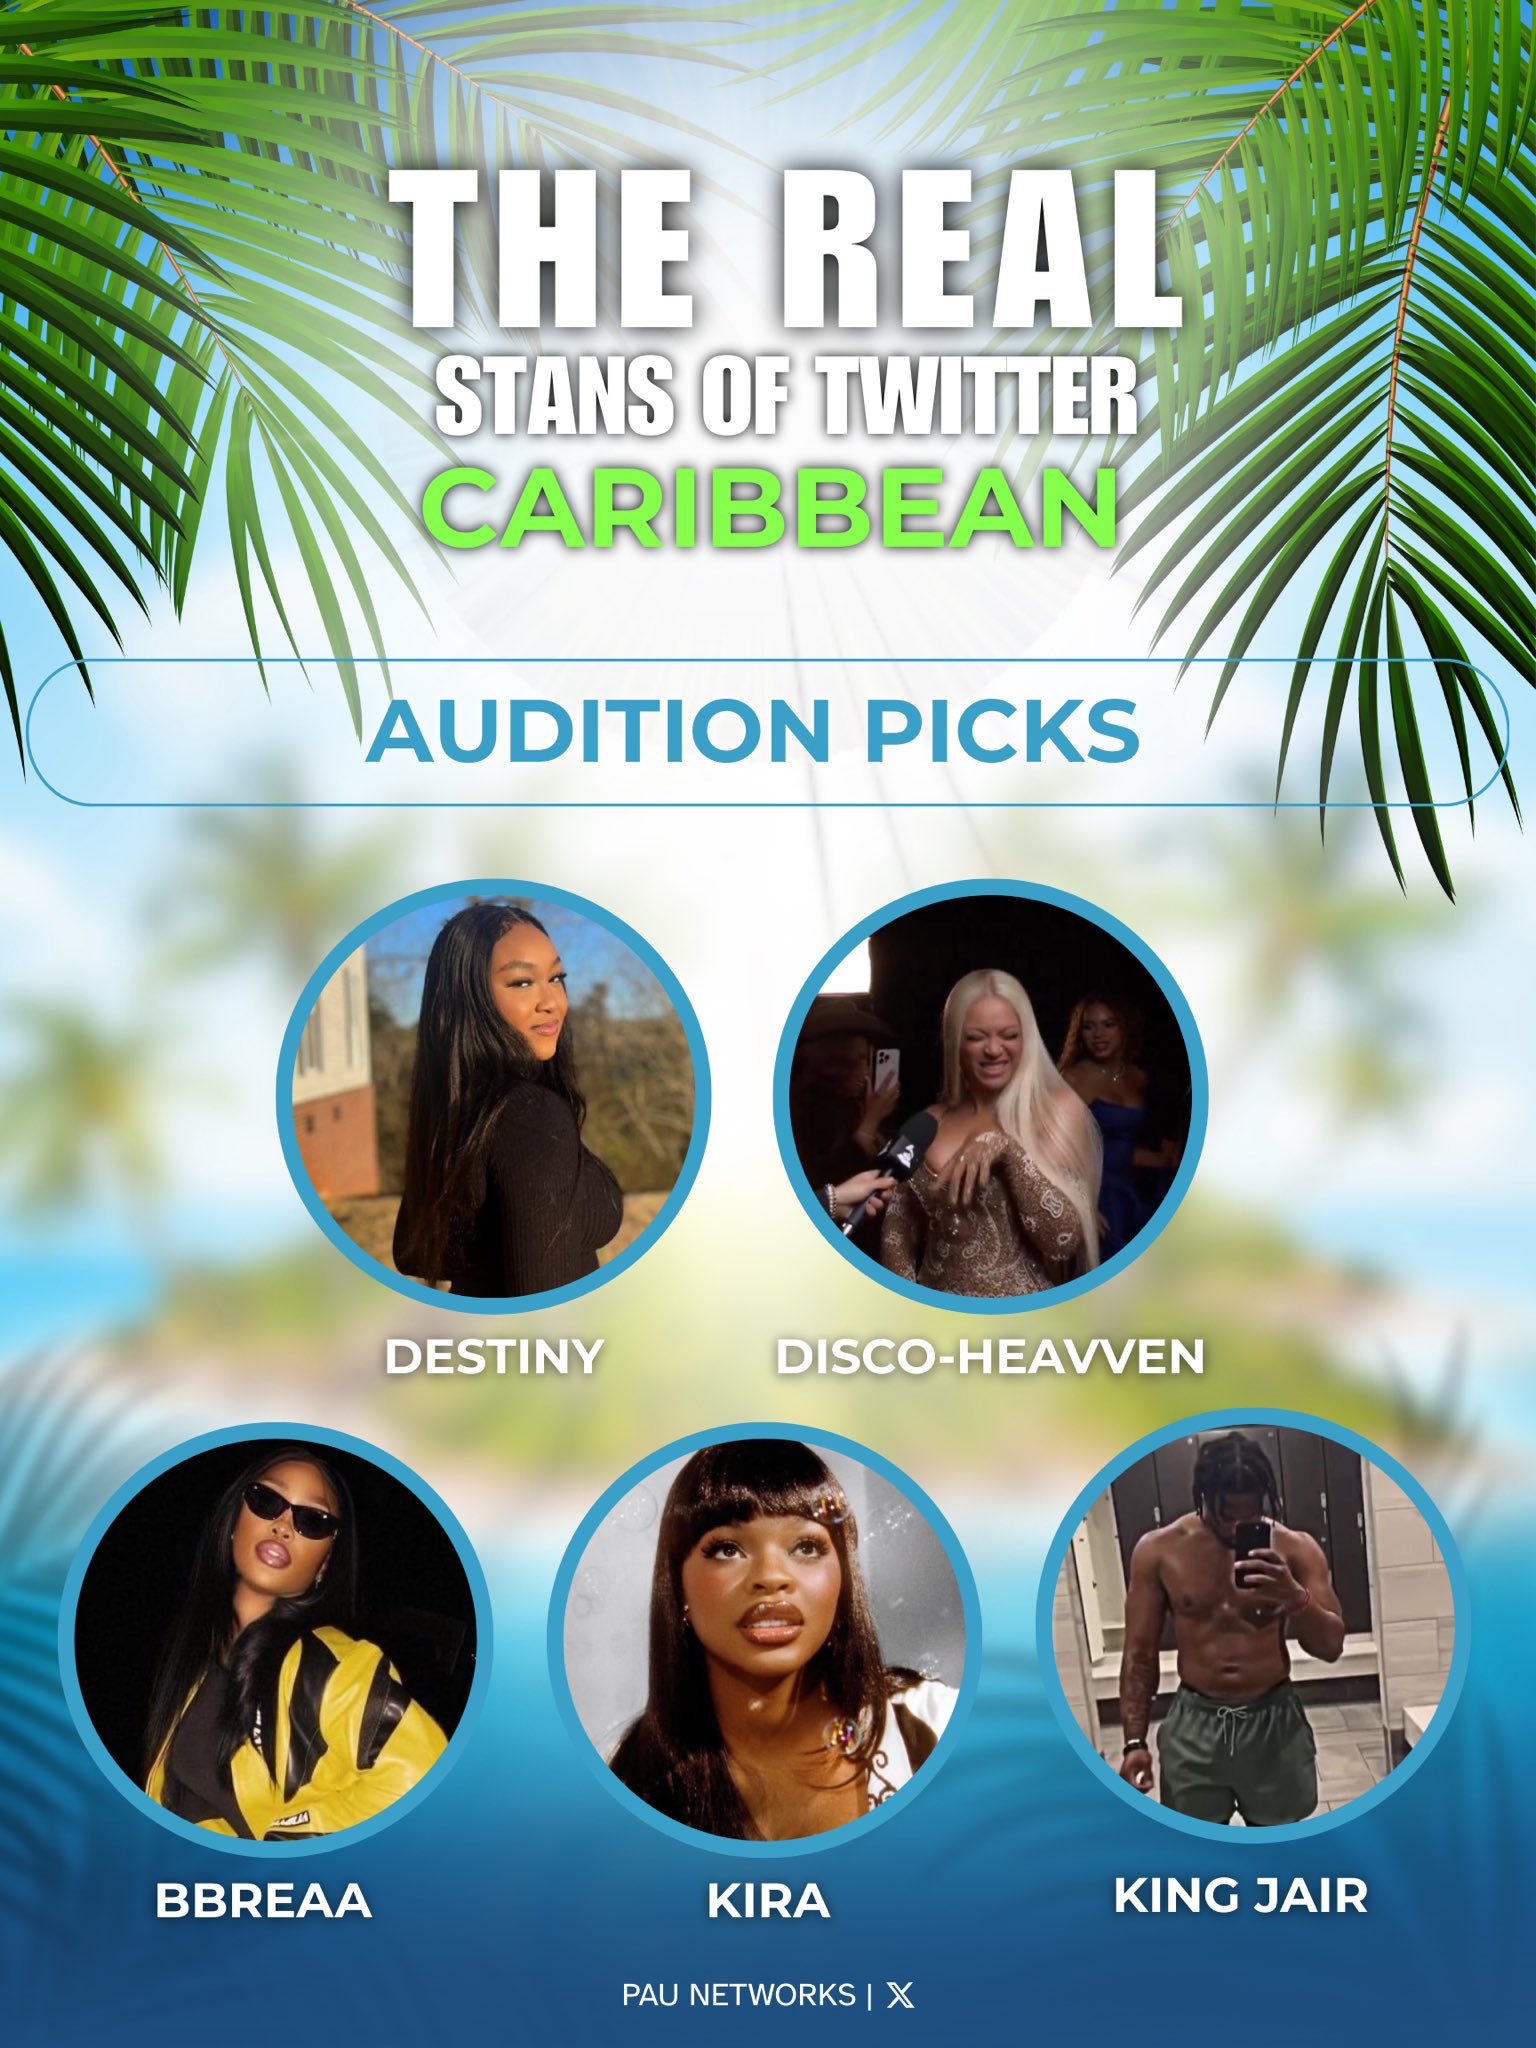 THE REAL
STANS OF TWITTER
CARIBBEAN
AUDITION PICKS
DESTINY
DISCO-HEAVVEN
BBREAA
KIRA
KING JAIR
PAU NETWORKS | X